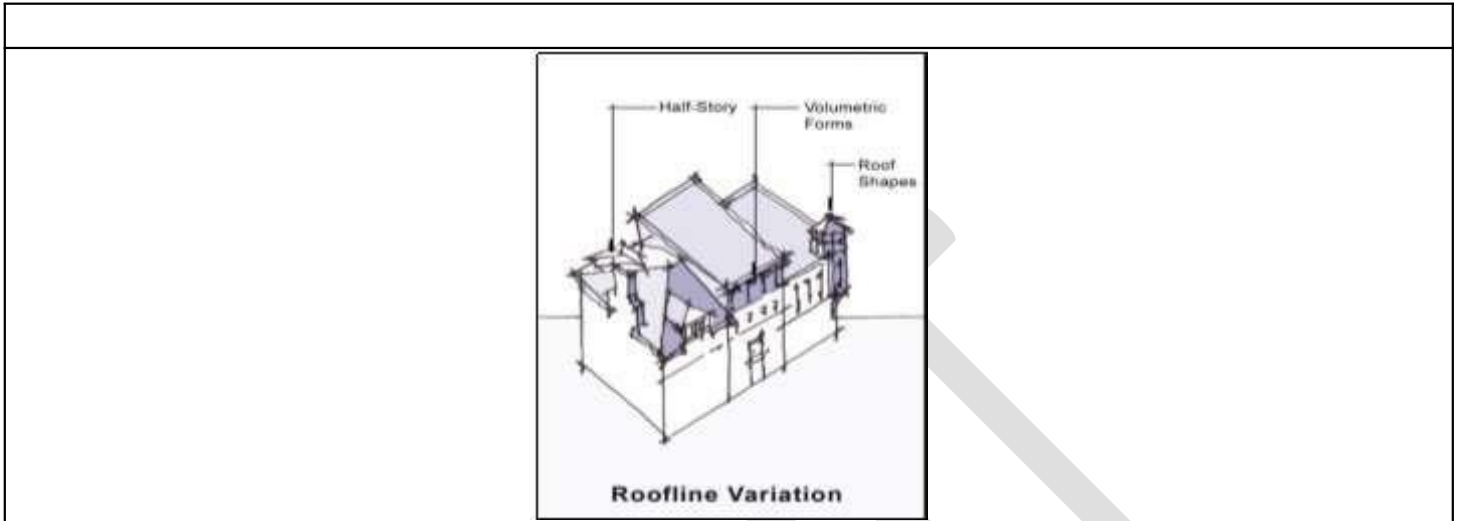 Half-Story
Volumetric
Forms
Roof
Shapes
Roofline Variation